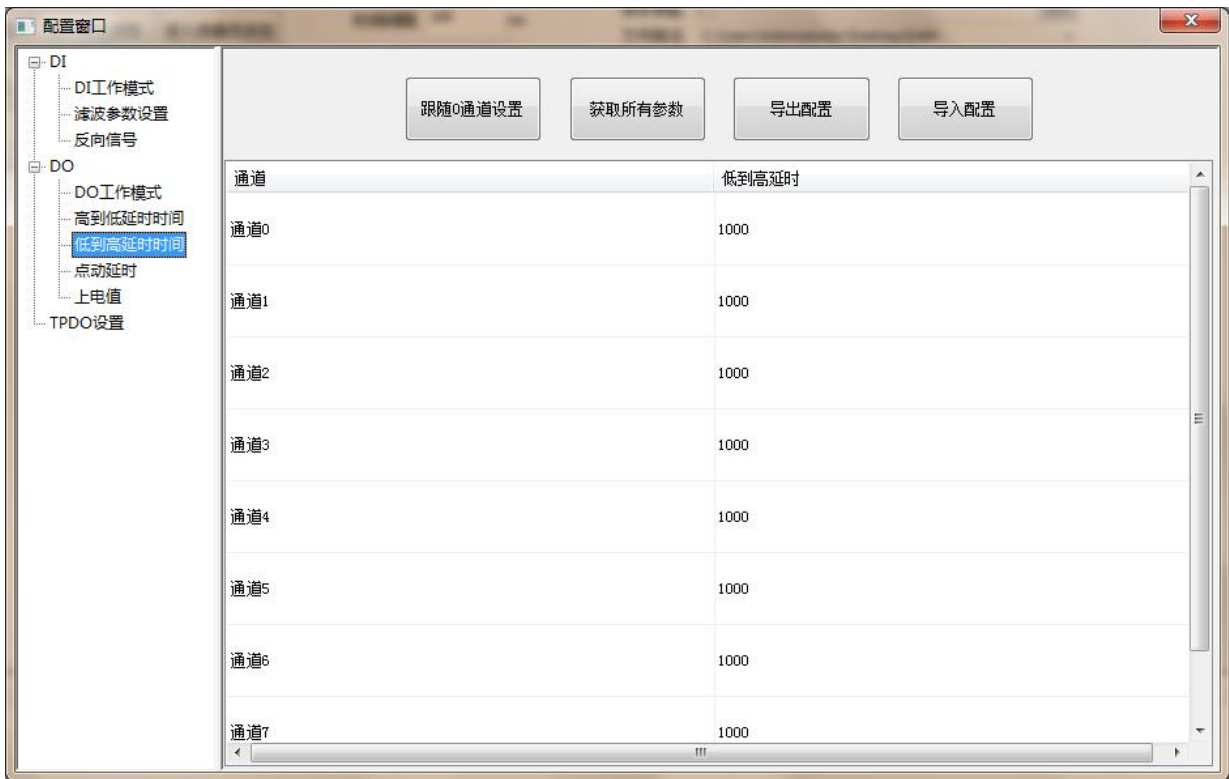 配置窗口
DI
DI工作模式
滤波参数设置
反向信号
DO
DO工作模式
高到低延时时间
低到高延时时间
点动延时
上电值
TPDO设置
跟随0通道设置 获取所有参数 导出配置 导入配置
通道 低到高延时
通道0 1000
通道1 1000
通道2 1000
通道3 1000
通道4 1000
通道5 1000
通道6 1000
通道7 1000